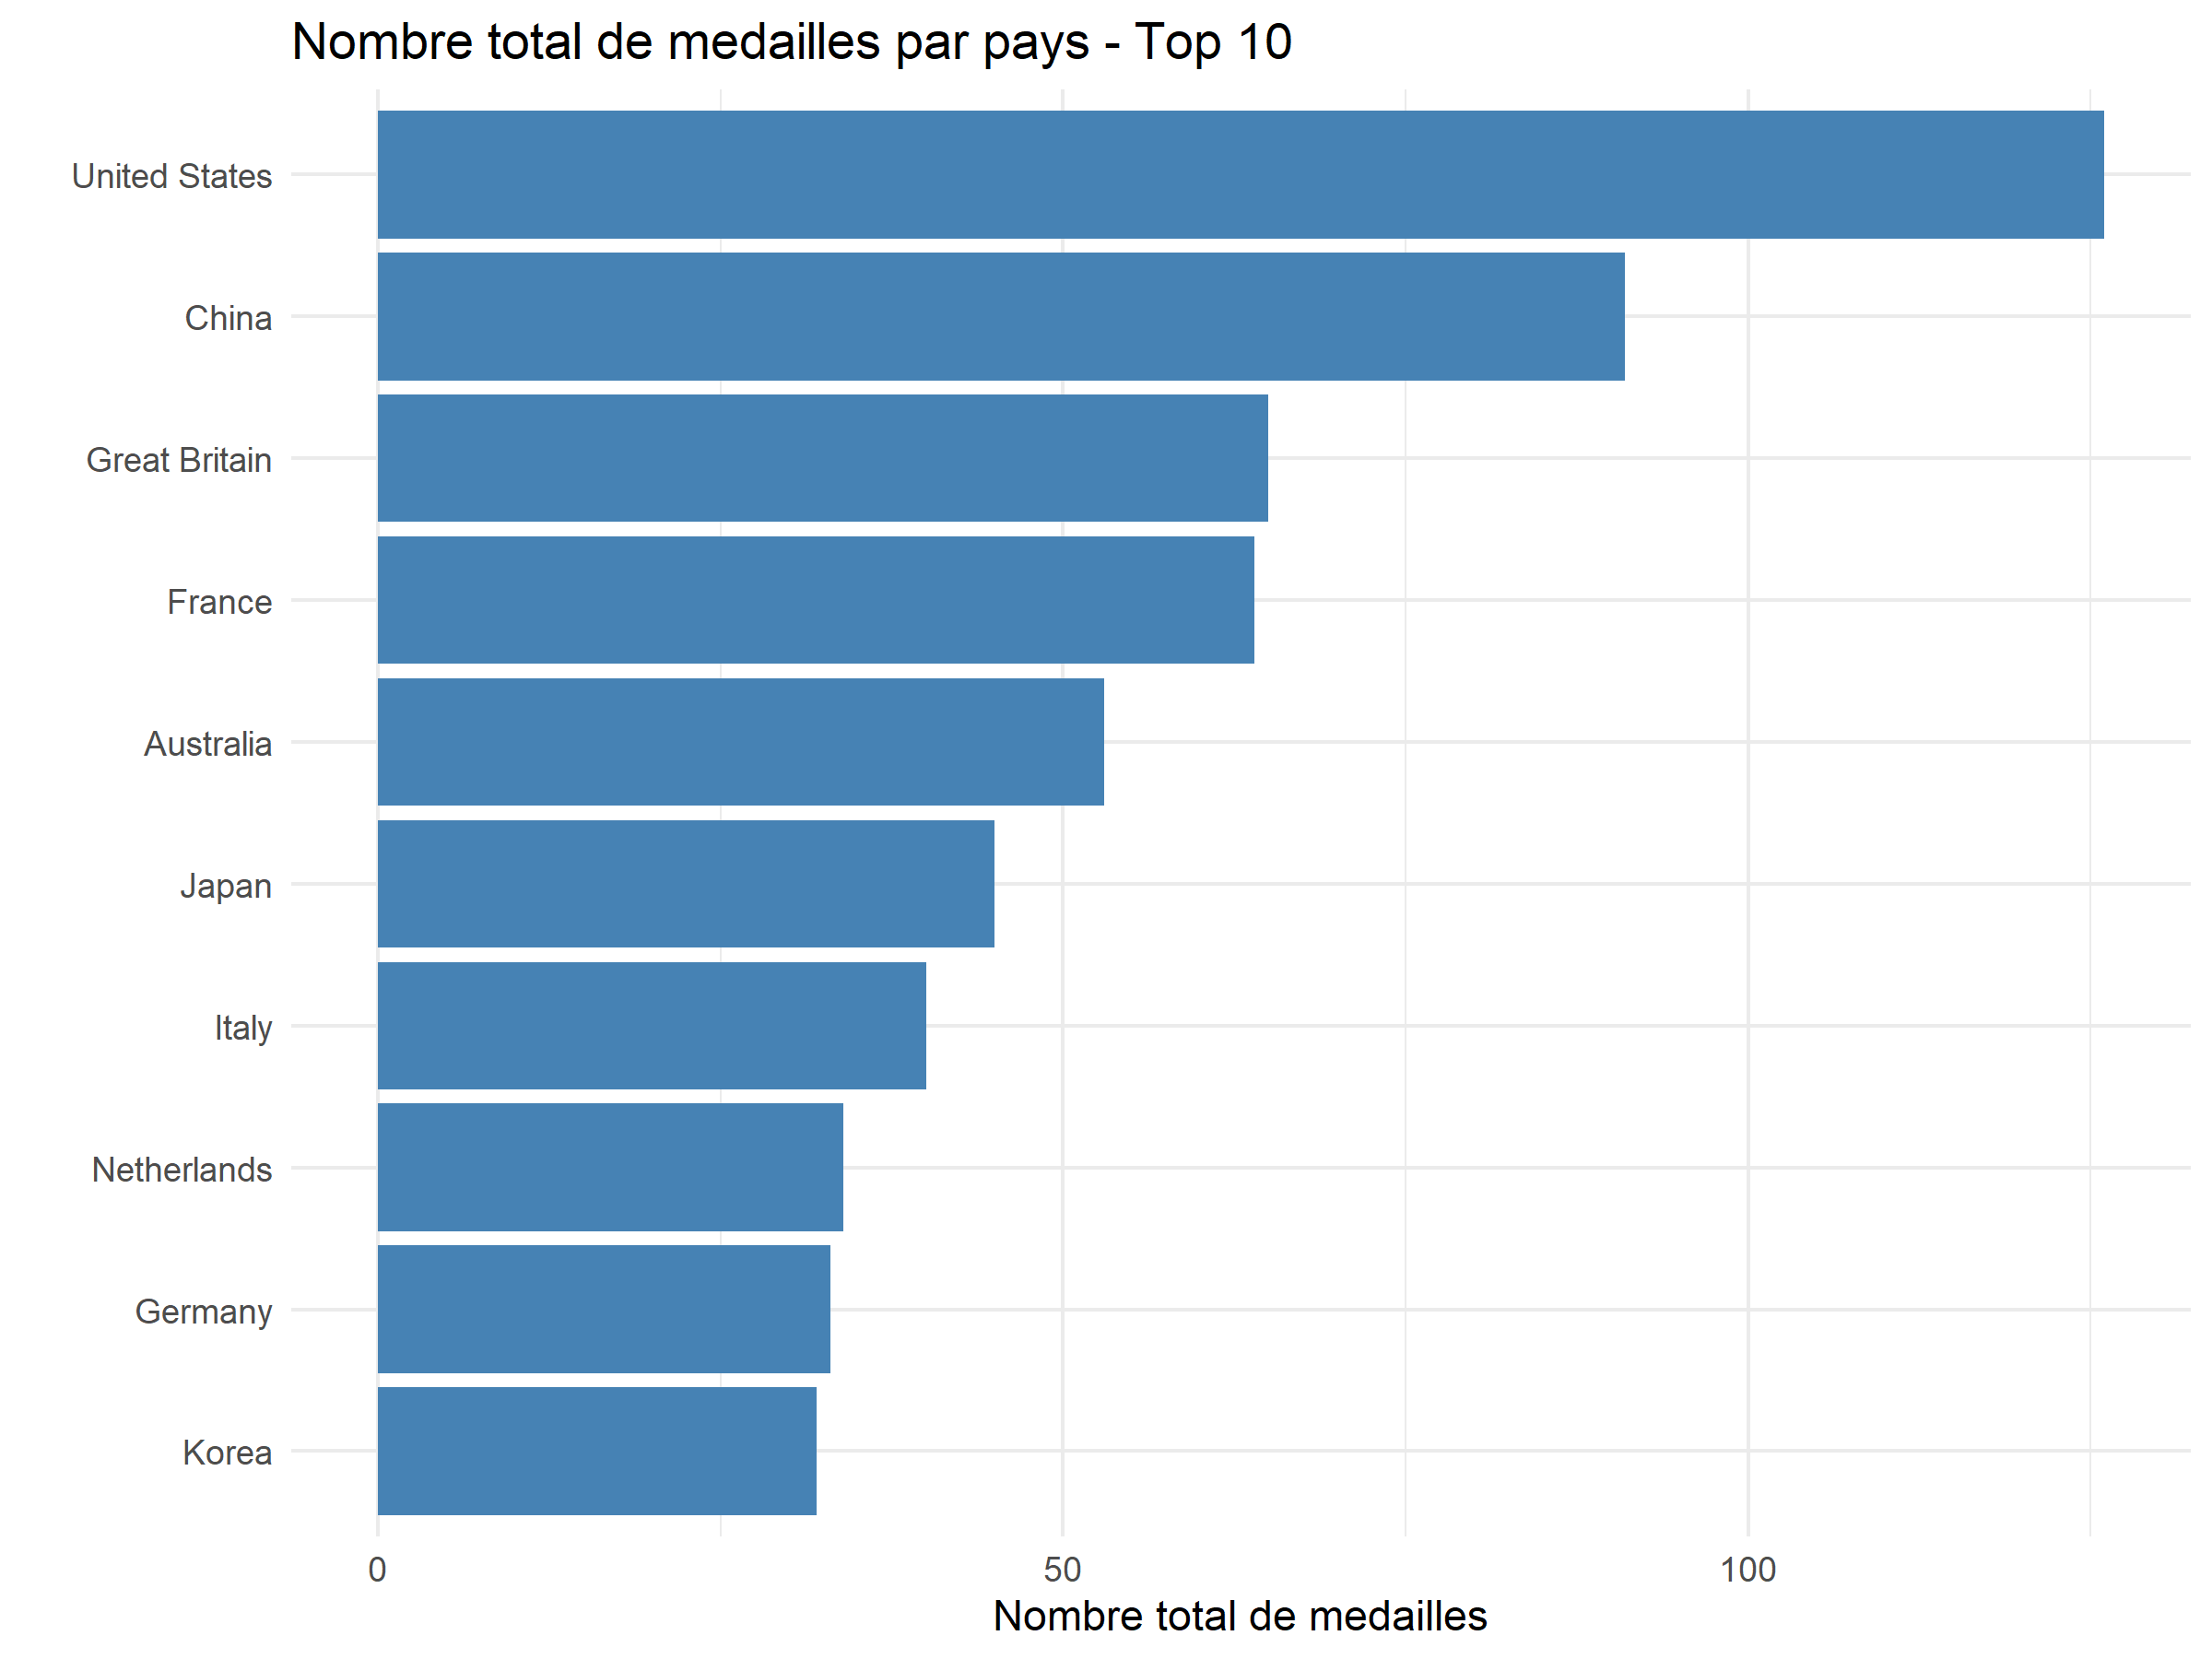 Nombre total de medailles par pays - Top 10
United States
China
Great Britain
France
Australia
Japan
Italy
Netherlands
Germany
Korea
0 50 100
Nombre total de medailles